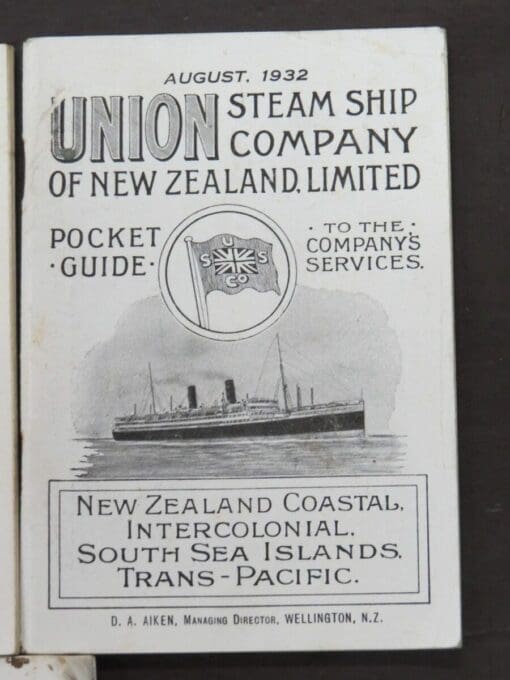 AUGUST, 1932
UNION STEAM SHIP
COMPANY
OF NEW ZEALAND, LIMITED
POCKET
·GUIDE·
U
S S
Co
· TO THE ·
COMPANY'S
SERVICES.
NEW ZEALAND COASTAL,
INTERCOLONIAL.
SOUTH SEA ISLANDS.
TRANS-PACIFIC.
D. A. AIKEN, MANAGING DIRECTOR, WELLINGTON, N.Z.